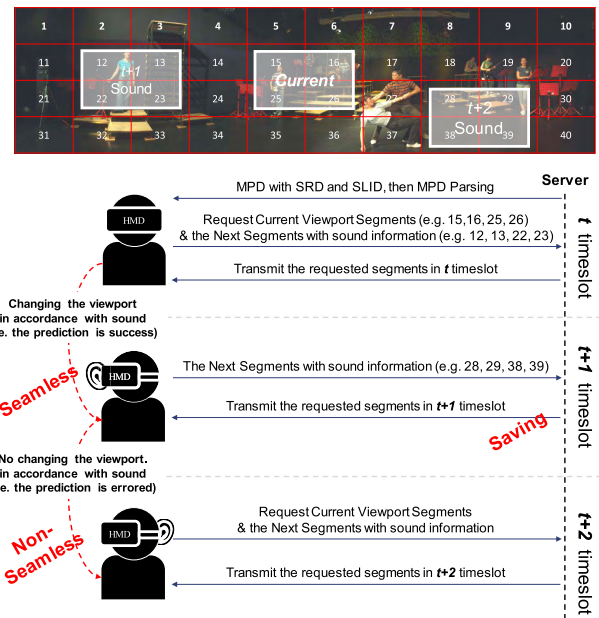 1 2 3 4 5 6 7 8 9 10
11 12 13 14 15 16 17 18 19 20
t+1
Sound
Current
21 22 23 24 25 26 27 28 29 30
t+2
Sound
31 32 33 34 35 36 37 38 39 40
Server
MPD with SRD and SLID, then MPD Parsing
HMD
Request Current Viewport Segments (e.g. 15,16, 25, 26)
& the Next Segments with sound information (e.g. 12, 13, 22, 23)
t timeslot
Transmit the requested segments in t timeslot
Changing the viewport
in accordance with sound
e. the prediction is success)
Seamless
HMD
The Next Segments with sound information (e.g. 28, 29, 38, 39)
t+1 timeslot
Transmit the requested segments in t+1 timeslot
Saving
No changing the viewport.
in accordance with sound
e. the prediction is errored)
Non-
Seamless
HMD
Request Current Viewport Segments
& the Next Segments with sound information
t+2 timeslot
Transmit the requested segments in t+2 timeslot